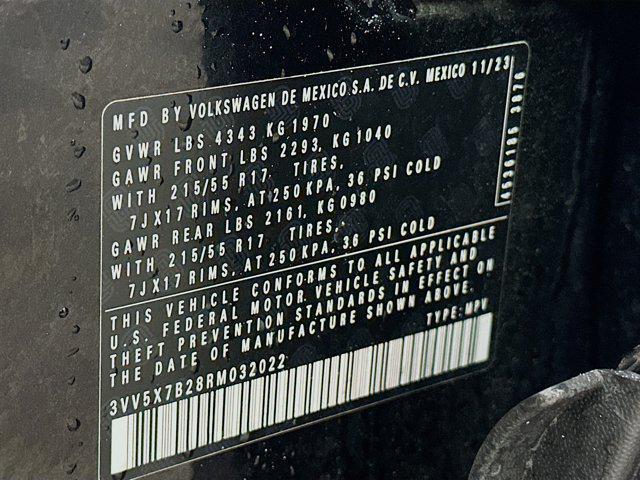 MFD BY VOLKSWAGEN DE MEXICO S.A. DE C.V. MEXICO 11/23
GVWR LBS 4343 KG 1970
GAWR FRONT LBS 2293, KG 1040
WITH 215/55 R17 TIRES,
7JX17 RIMS, AT 250 KPA, 36 PSI COLD
GAWR REAR LBS 2161, KG 0980
WITH 215/55 R17 TIRES,
7JX17 RIMS, AT 250 KPA, 36 PSI COLD
THIS VEHICLE CONFORMS TO ALL APPLICABLE
U.S. FEDERAL MOTOR VEHICLE SAFETY AND
THEFT PREVENTION STANDARDS IN EFFECT ON
THE DATE OF MANUFACTURE SHOWN ABOVE.
TYPE: MPV
3VV5X7B28RM032022